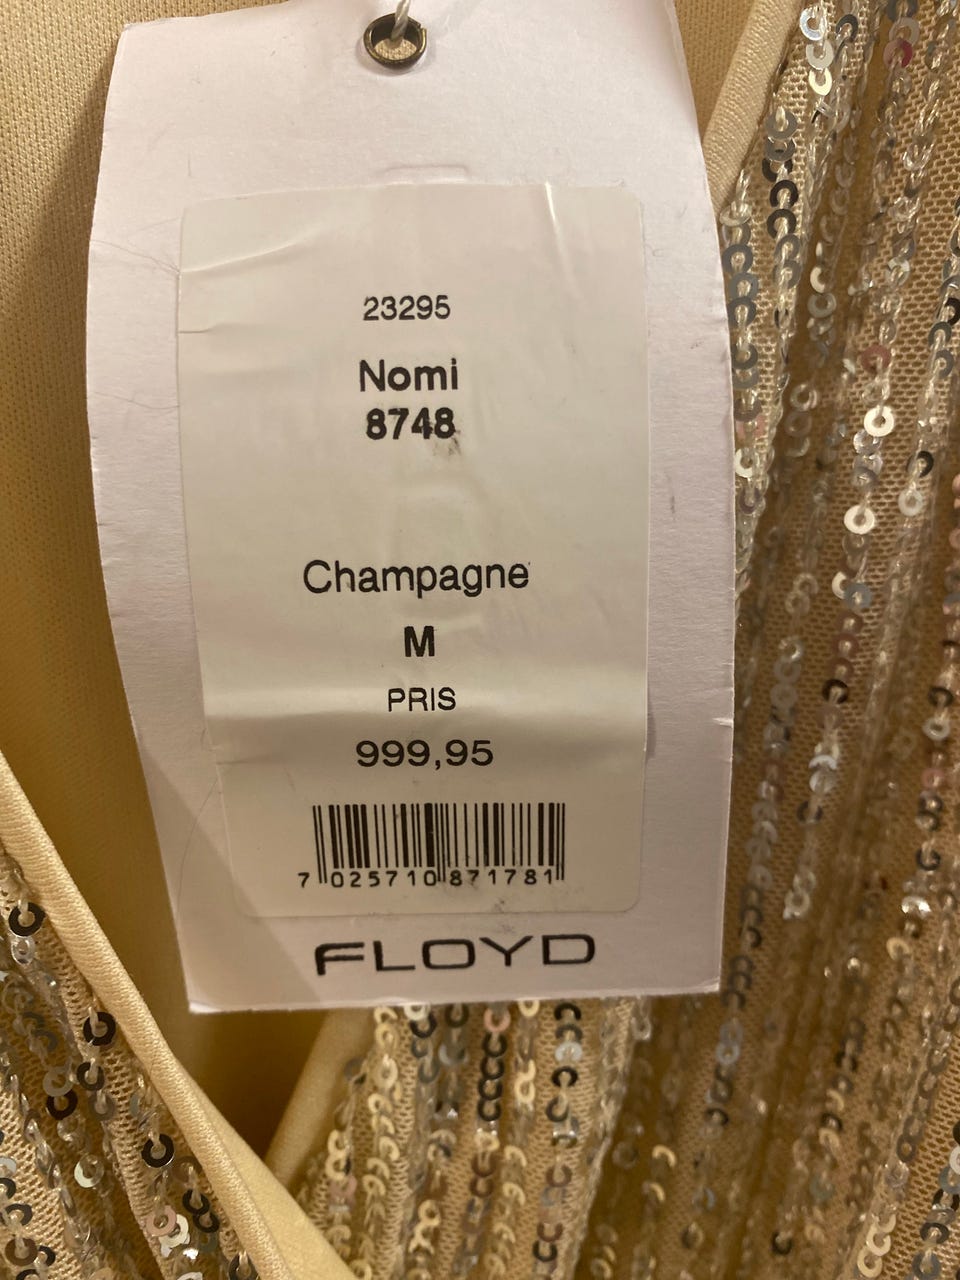 23295
Nomi
8748
Champagne
M
PRIS
999,95
7 025710 871781
FLOYD